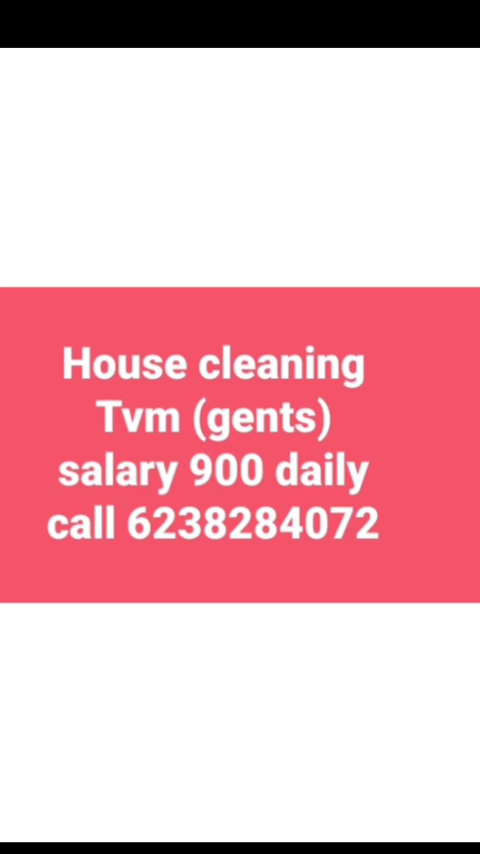 House cleaning
Tvm (gents)
salary 900 daily
call 6238284072